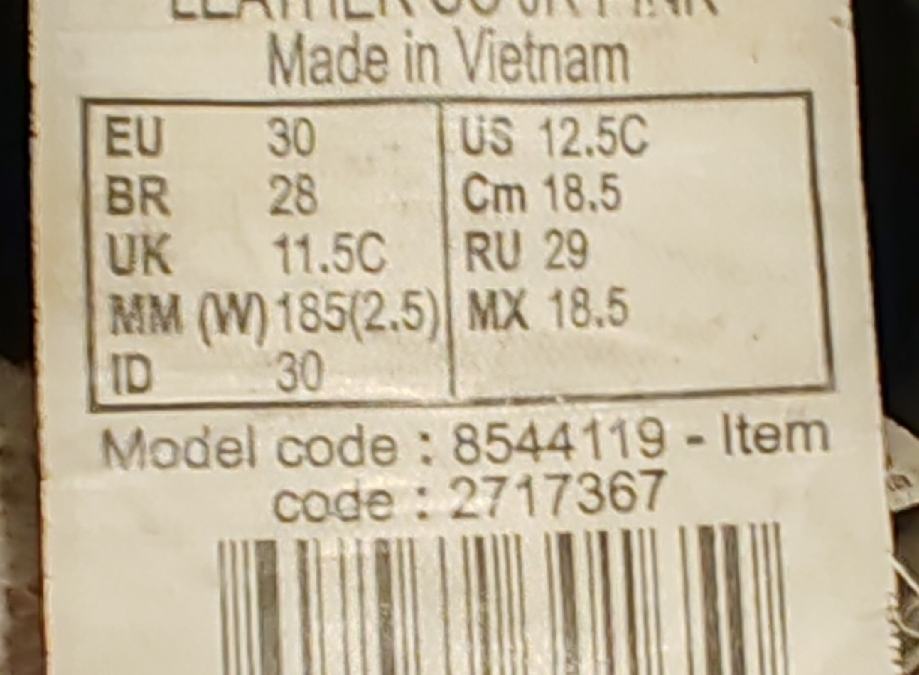 LEATHER
Made in Vietnam
EU 30 US 12.5C
BR 28 Cm 18.5
UK 11.5C RU 29
MM (W) 185(2.5) MX 18.5
ID 30
Model code : 8544119 - Item
code : 2717367